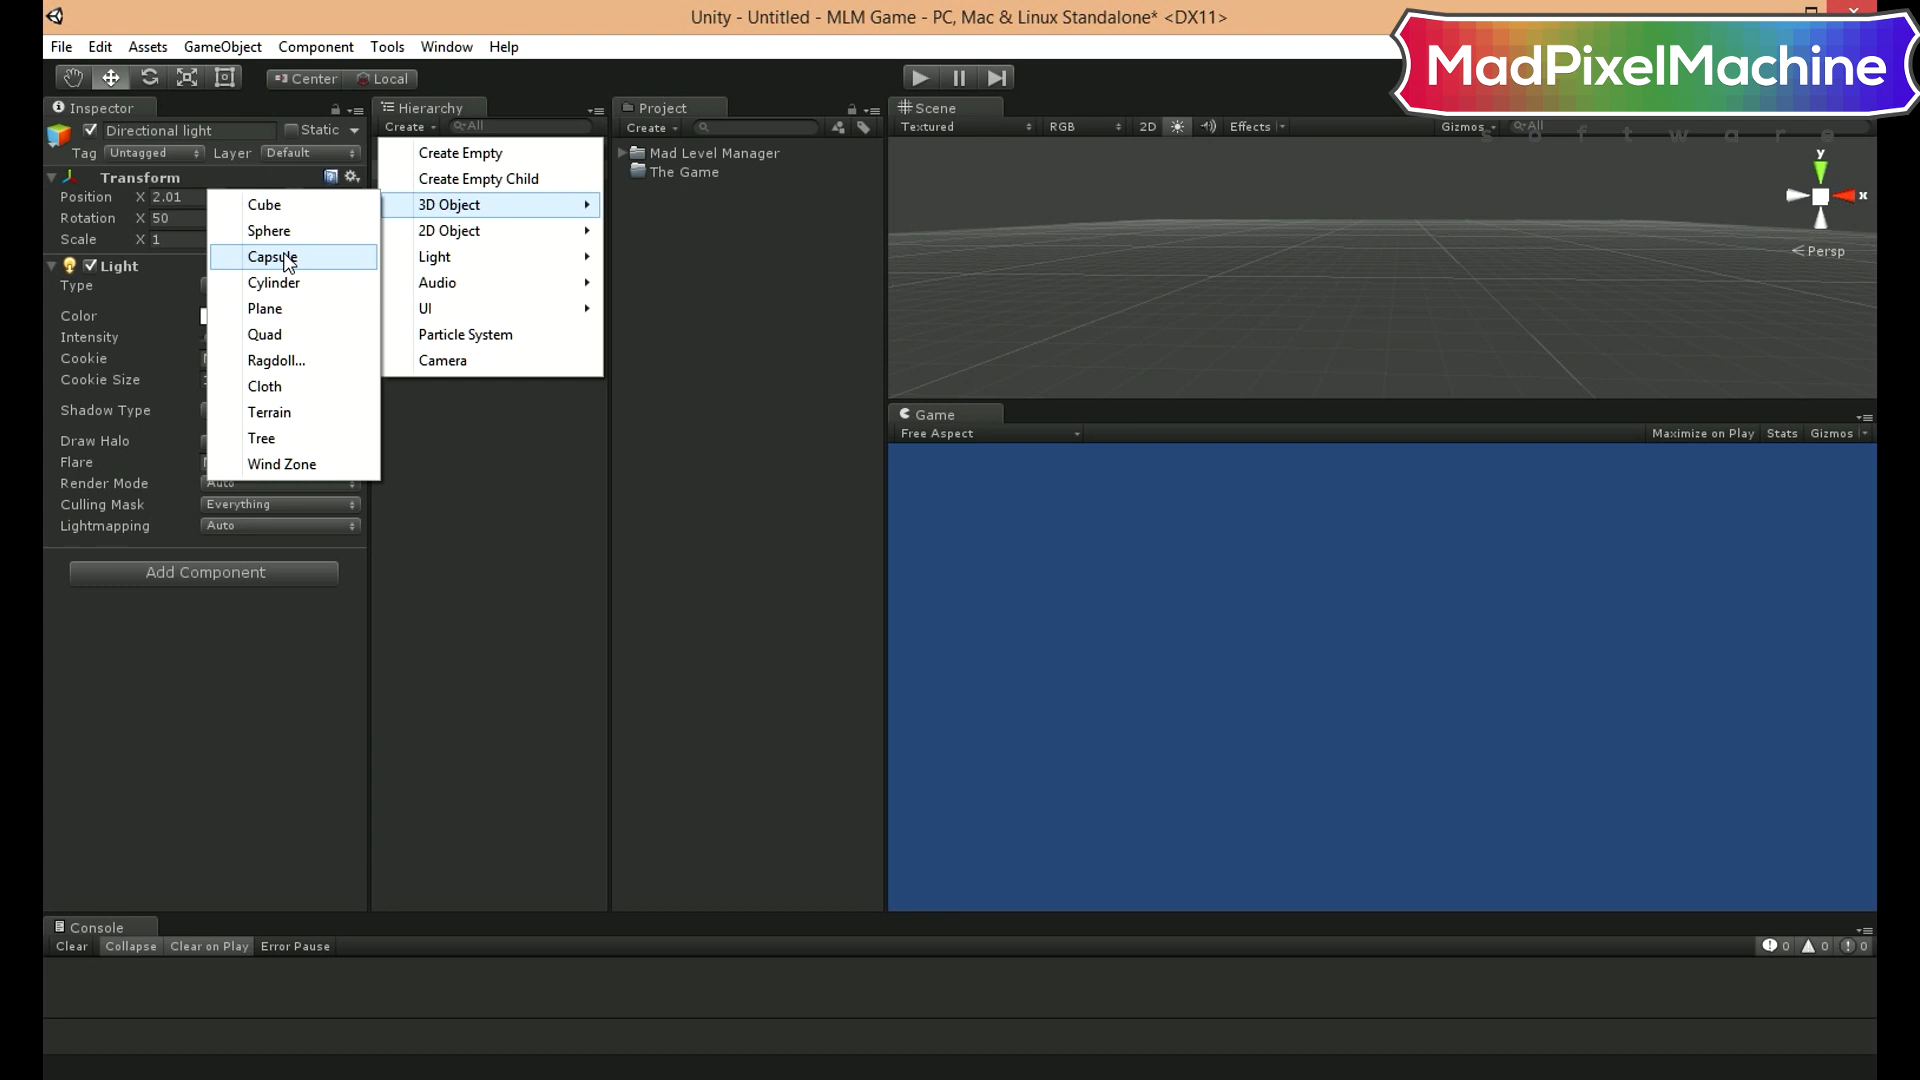 Unity - Untitled - MLM Game - PC, Mac & Linux Standalone* <DX11>
MadPixelMachine
s o f t w a r e
File Edit Assets GameObject Component Tools Window Help
Center Local
Inspector
Directional light Static
Tag Untagged Layer Default
Transform
Position X 2.01
Rotation X 50
Scale X 1
Light
Type
Color
Intensity
Cookie
Cookie Size
Shadow Type
Draw Halo
Flare
Render Mode Auto
Culling Mask Everything
Lightmapping Auto
Add Component
Cube
Sphere
Capsule
Cylinder
Plane
Quad
Ragdoll...
Cloth
Terrain
Tree
Wind Zone
Hierarchy
Create All
Create Empty
Create Empty Child
3D Object
2D Object
Light
Audio
UI
Particle System
Camera
Project
Create
Mad Level Manager
The Game
Scene
Textured RGB 2D Effects Gizmos All
y
x
Persp
Game
Free Aspect Maximize on Play Stats Gizmos
Console
Clear Collapse Clear on Play Error Pause 0 0 0